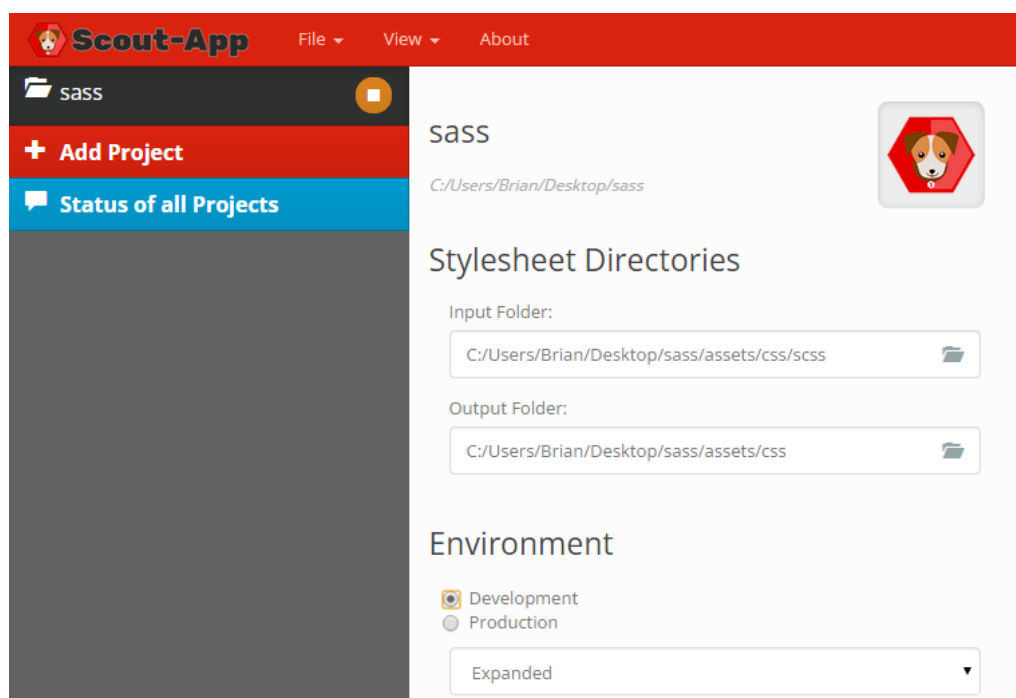 Scout-App File View About
sass
Add Project
Status of all Projects
sass
C:/Users/Brian/Desktop/sass
Stylesheet Directories
Input Folder:
C:/Users/Brian/Desktop/sass/assets/css/scss
Output Folder:
C:/Users/Brian/Desktop/sass/assets/css
Environment
Development
Production
Expanded